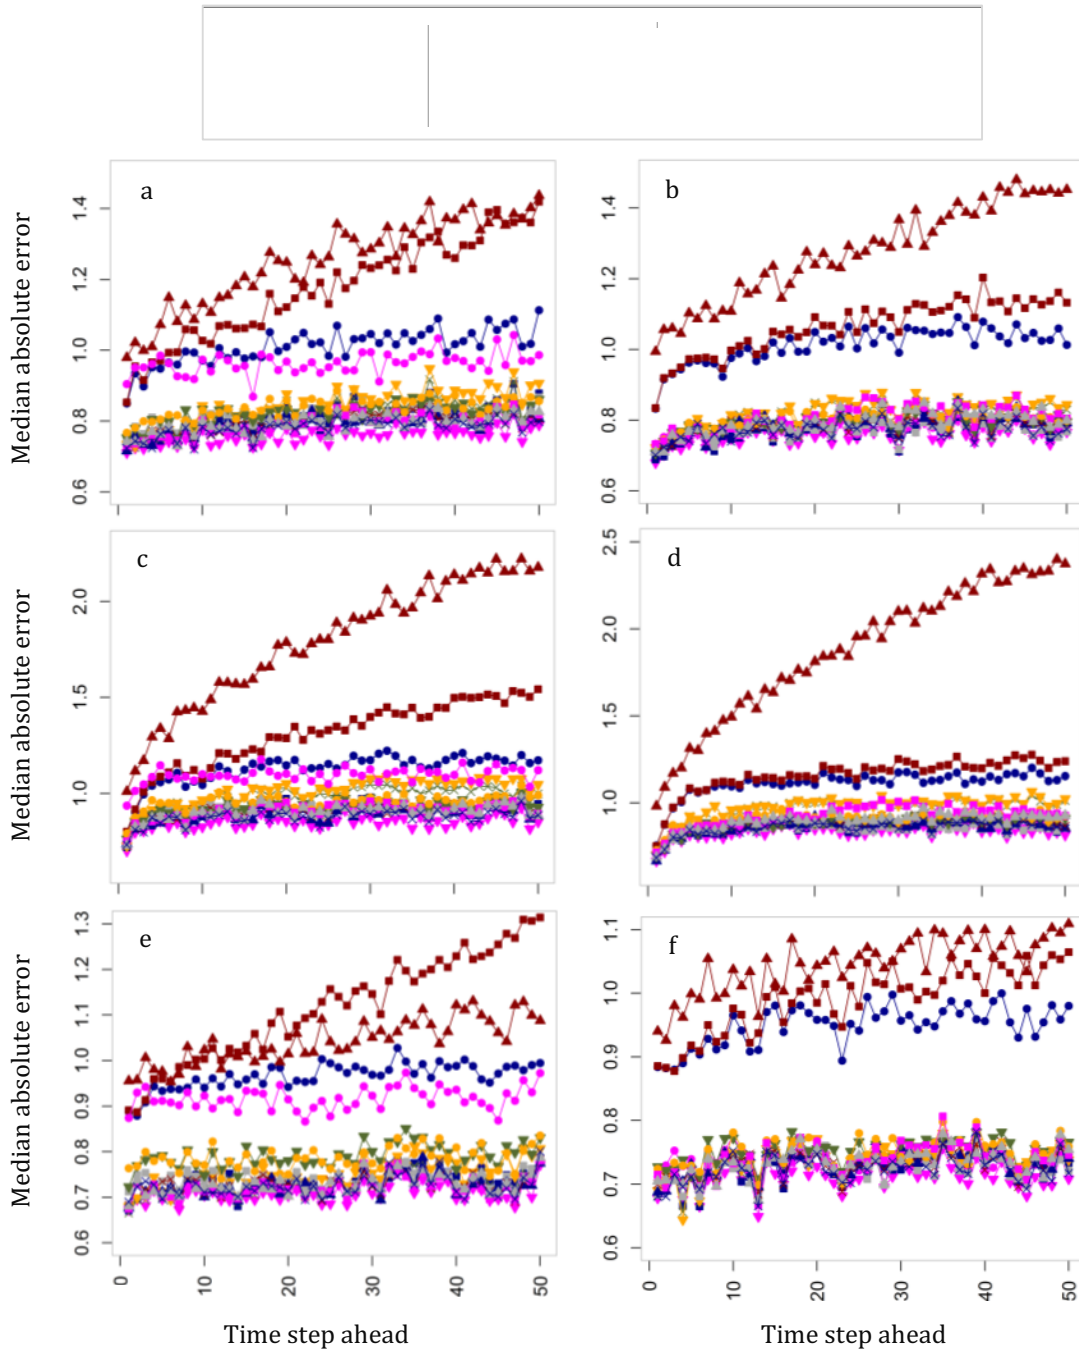 a
b
Median absolute error
0.6 0.8 1.0 1.2 1.4
0.6 0.8 1.0 1.2 1.4
c
d
Median absolute error
1.0 1.5 2.0
1.0 1.5 2.0 2.5
e
f
Median absolute error
0.6 0.7 0.8 0.9 1.0 1.1 1.2 1.3
0.6 0.7 0.8 0.9 1.0 1.1
0 10 20 30 40 50
0 10 20 30 40 50
Time step ahead
Time step ahead